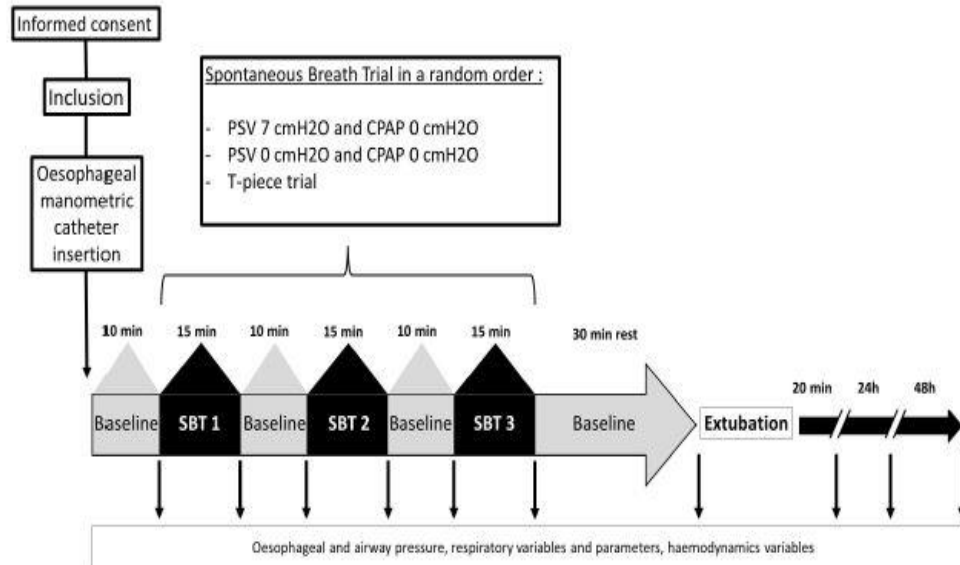 Informed consent
Inclusion
Oesophageal
manometric
catheter
insertion
Spontaneous Breath Trial in a random order :
- PSV 7 cmH2O and CPAP 0 cmH2O
- PSV 0 cmH2O and CPAP 0 cmH2O
- T-piece trial
10 min 15 min 10 min 15 min 10 min 15 min 30 min rest
20 min 24h 48h
Baseline SBT 1 Baseline SBT 2 Baseline SBT 3 Baseline Extubation
Oesophageal and airway pressure, respiratory variables and parameters, haemodynamics variables